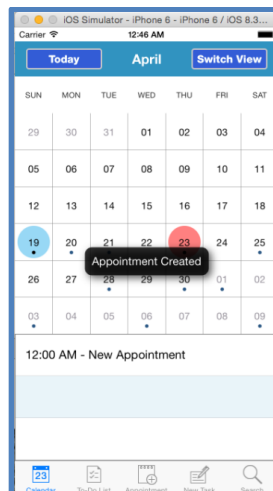 iOS Simulator - iPhone 6 - iPhone 6 / iOS 8.3...
Carrier 12:46 AM
Today April Switch View
SUN MON TUE WED THU FRI SAT
29 30 31 01 02 03 04
05 06 07 08 09 10 11
12 13 14 15 16 17 18
19 20 21 22 23 24 25
Appointment Created
26 27 28 29 30 01 02
03 04 05 06 07 08 09
12:00 AM - New Appointment
23
Calendar To-Do List Appointment New Task Search